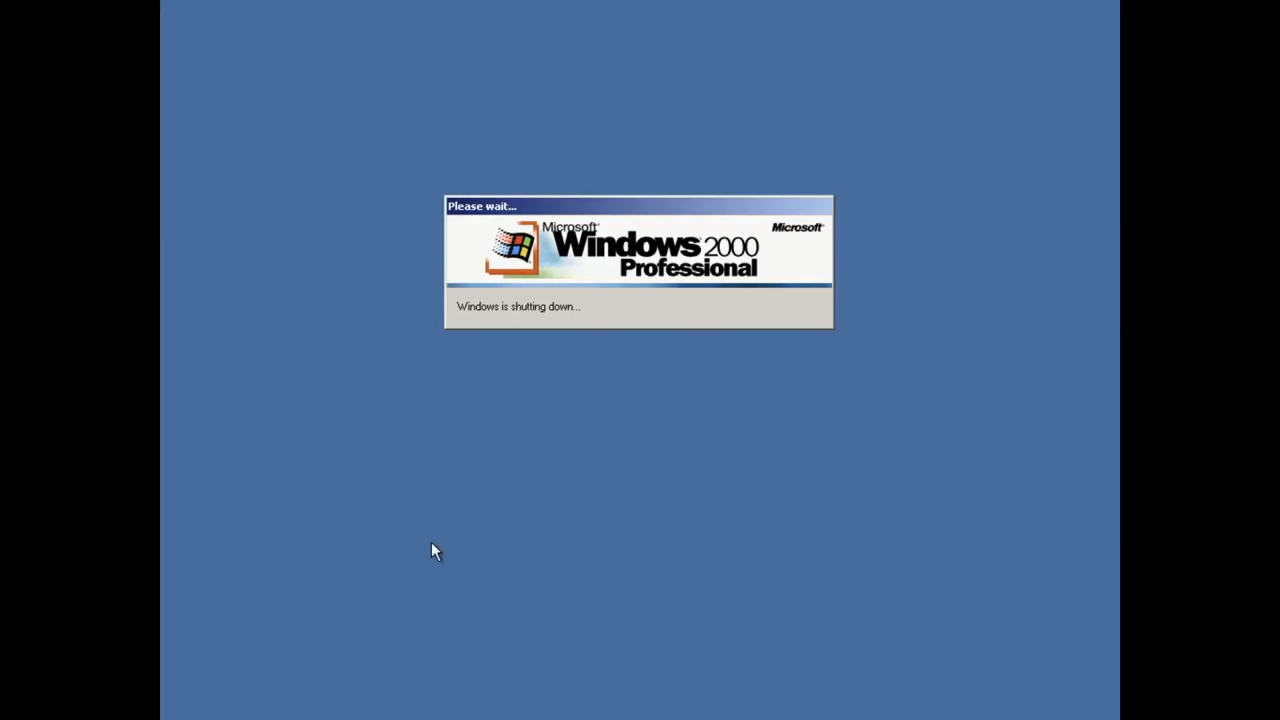 Please wait...
Microsoft®
Microsoft®
Windows 2000
Professional
Windows is shutting down...